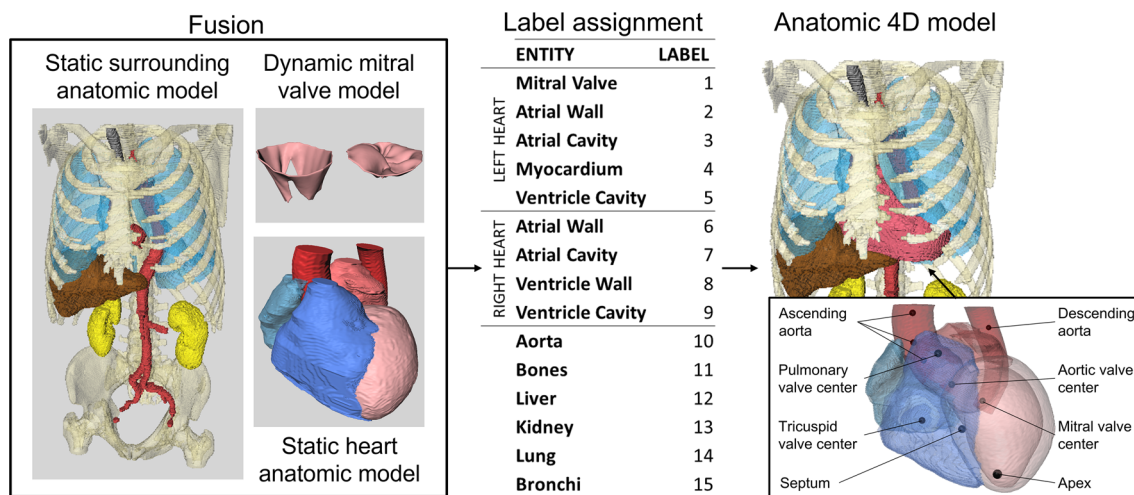 Fusion
Static surrounding
anatomic model
Dynamic mitral
valve model
Static heart
anatomic model
Label assignment
ENTITY LABEL
LEFT HEART
Mitral Valve 1
Atrial Wall 2
Atrial Cavity 3
Myocardium 4
Ventricle Cavity 5
RIGHT HEART
Atrial Wall 6
Atrial Cavity 7
Ventricle Wall 8
Ventricle Cavity 9
Aorta 10
Bones 11
Liver 12
Kidney 13
Lung 14
Bronchi 15
Anatomic 4D model
Ascending
aorta
Pulmonary
valve center
Tricuspid
valve center
Septum
Descending
aorta
Aortic valve
center
Mitral valve
center
Apex